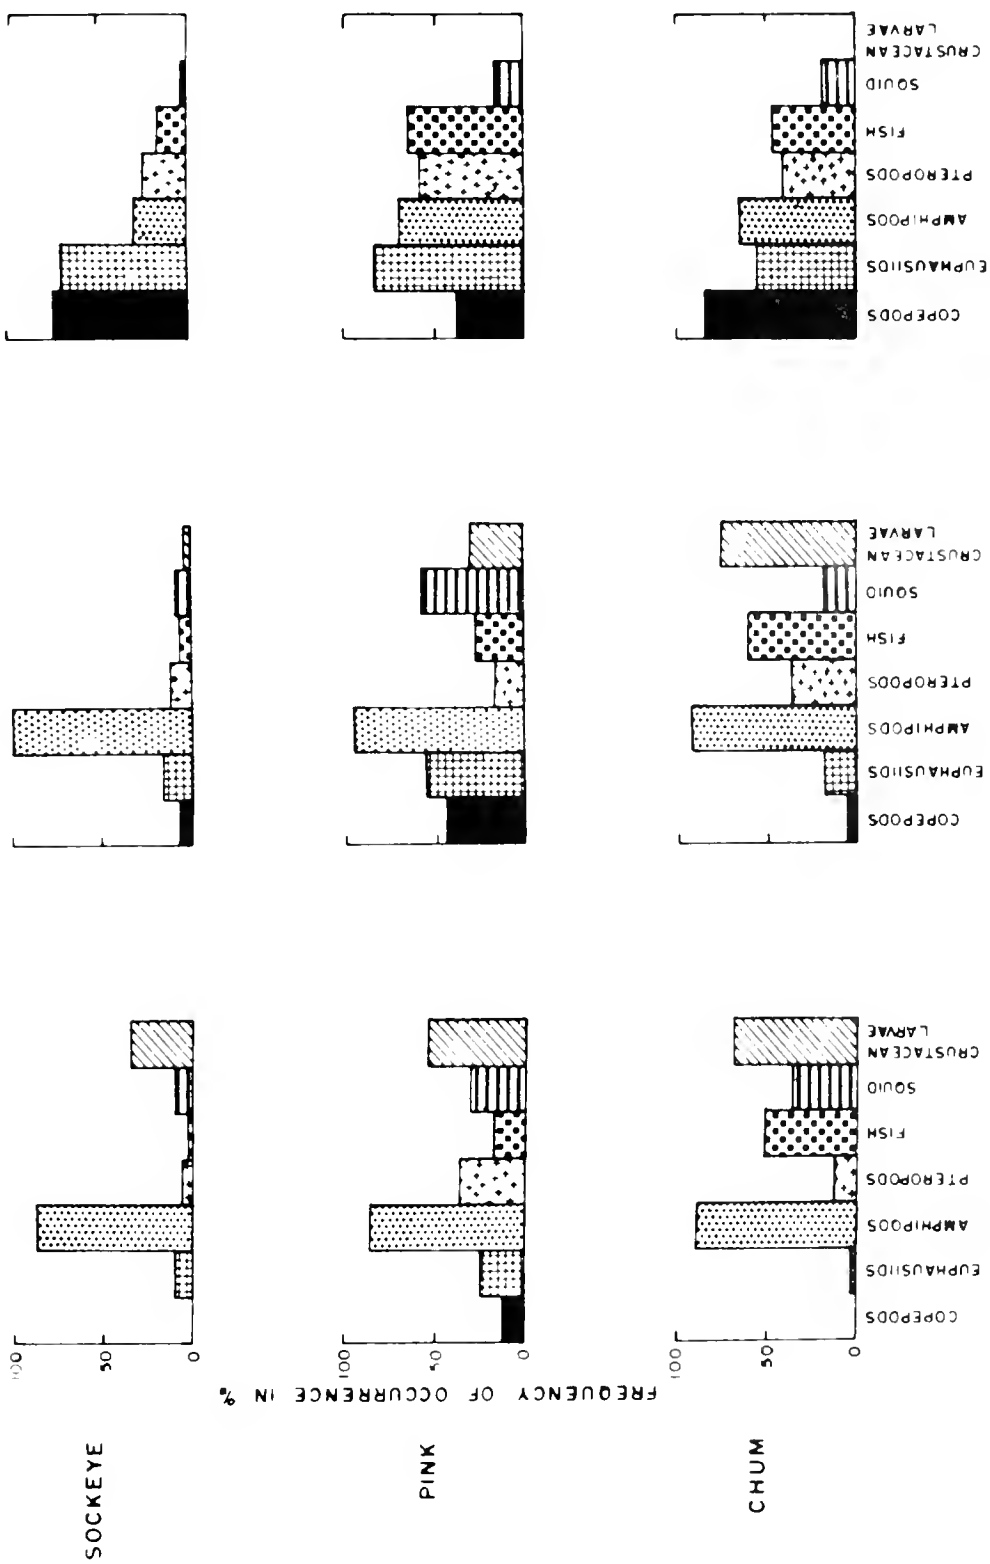 SOCKEYE
100
50
0
FREQUENCY OF OCCURRENCE IN %
PINK
100
50
0
CHUM
100
50
0
COPEPODS
EUPHAUSIIDS
AMPHIPODS
PTEROPODS
FISH
SQUID
CRUSTACEAN
LARVAE
COPEPODS
EUPHAUSIIDS
AMPHIPODS
PTEROPODS
FISH
SQUID
CRUSTACEAN
LARVAE
COPEPODS
EUPHAUSIIDS
AMPHIPODS
PTEROPODS
FISH
SQUID
CRUSTACEAN
LARVAE